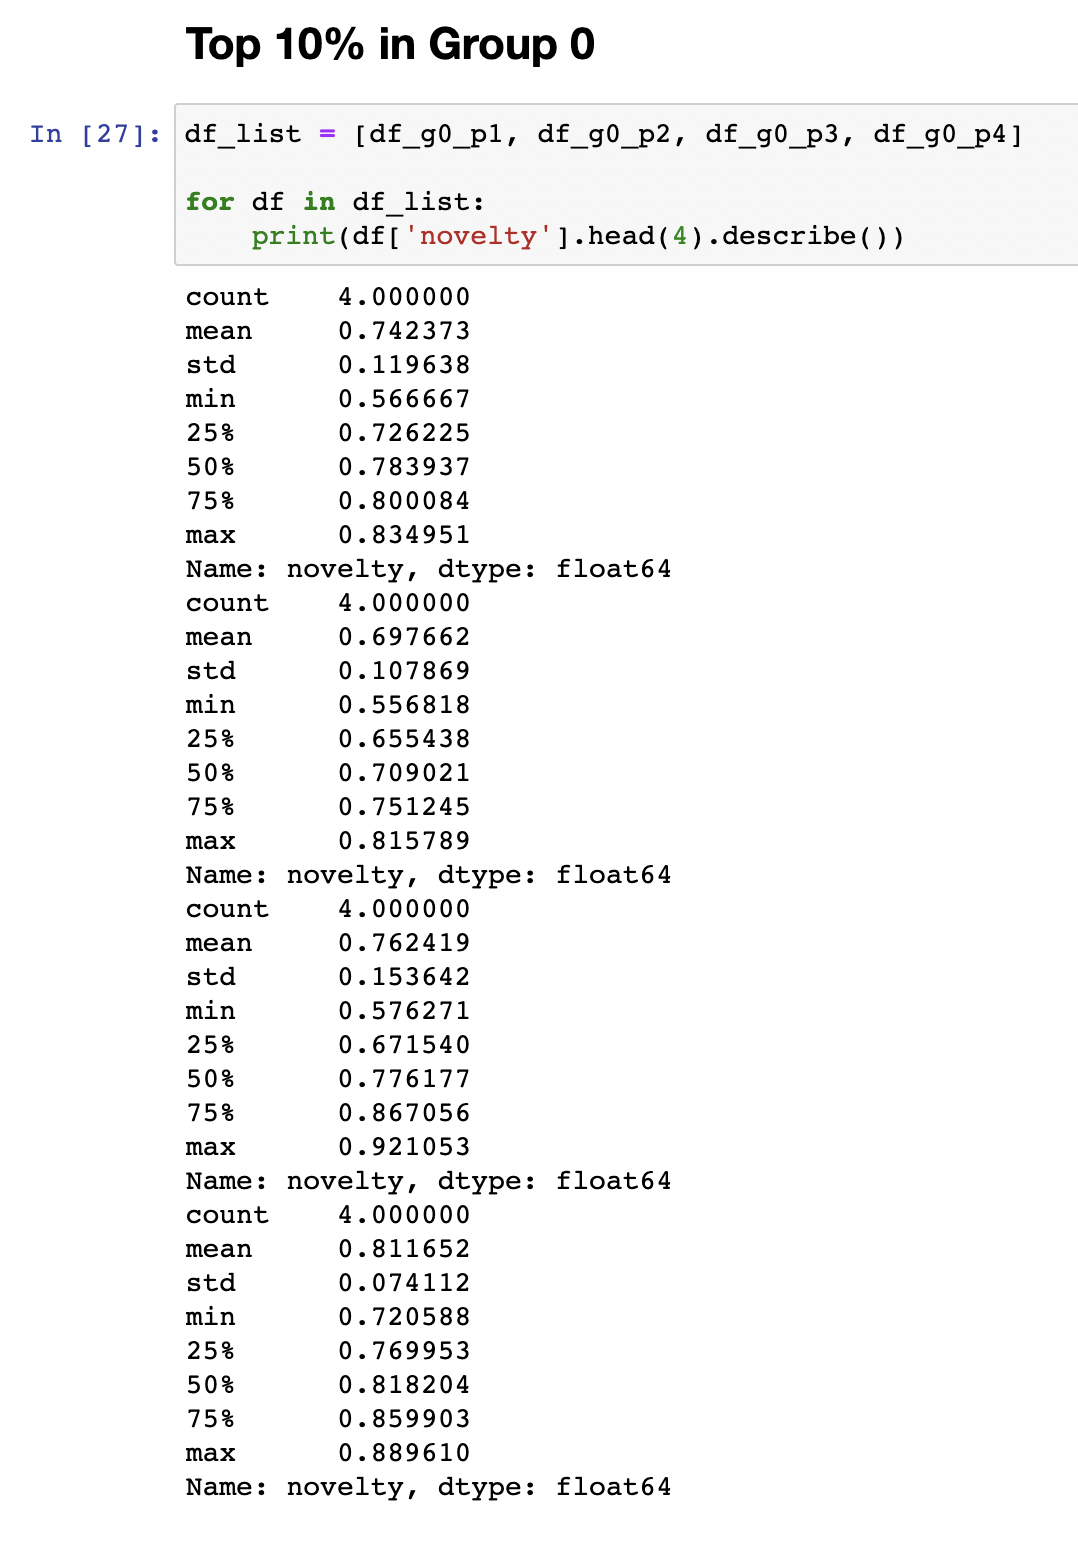 Top 10% in Group 0
In [27]: df_list = [df_g0_p1, df_g0_p2, df_g0_p3, df_g0_p4]
for df in df_list:
    print(df['novelty'].head(4).describe())
count    4.000000
mean     0.742373
std      0.119638
min      0.566667
25%      0.726225
50%      0.783937
75%      0.800084
max      0.834951
Name: novelty, dtype: float64
count    4.000000
mean     0.697662
std      0.107869
min      0.556818
25%      0.655438
50%      0.709021
75%      0.751245
max      0.815789
Name: novelty, dtype: float64
count    4.000000
mean     0.762419
std      0.153642
min      0.576271
25%      0.671540
50%      0.776177
75%      0.867056
max      0.921053
Name: novelty, dtype: float64
count    4.000000
mean     0.811652
std      0.074112
min      0.720588
25%      0.769953
50%      0.818204
75%      0.859903
max      0.889610
Name: novelty, dtype: float64